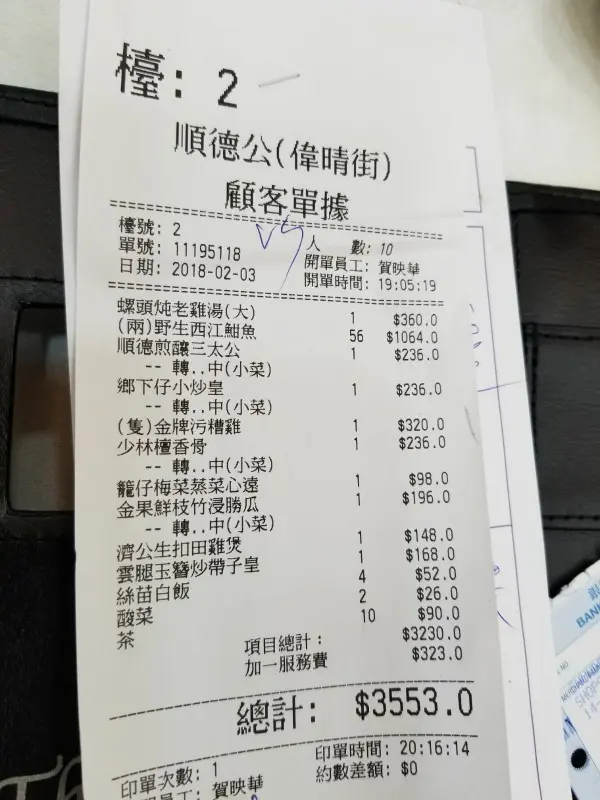 檯: 2
順德公(偉晴街)
顧客單據
檯號: 2 人 數: 10
單號: 11195118 開單員工: 賀映華
日期: 2018-02-03 開單時間: 19:05:19
螺頭炖老雞湯(大) 1 $360.0
(兩)野生西江鮋魚 56 $1064.0
順德煎釀三太公 1 $236.0
-- 轉..中(小菜)
鄉下仔小炒皇 1 $236.0
-- 轉..中(小菜)
(隻)金牌污糟雞 1 $320.0
少林檀香骨 1 $236.0
-- 轉..中(小菜)
籠仔梅菜蒸菜心遠 1 $98.0
金果鮮枝竹浸勝瓜 1 $196.0
-- 轉..中(小菜)
濟公生扣田雞煲 1 $148.0
雲腿玉簪炒帶子皇 1 $168.0
絲苗白飯 4 $52.0
酸菜 2 $26.0
茶 10 $90.0
項目總計: $3230.0
加一服務費 $323.0
總計: $3553.0
印單次數: 1 印單時間: 20:16:14
員工: 賀映華 約數差額: $0
Th
BANK
SHOP